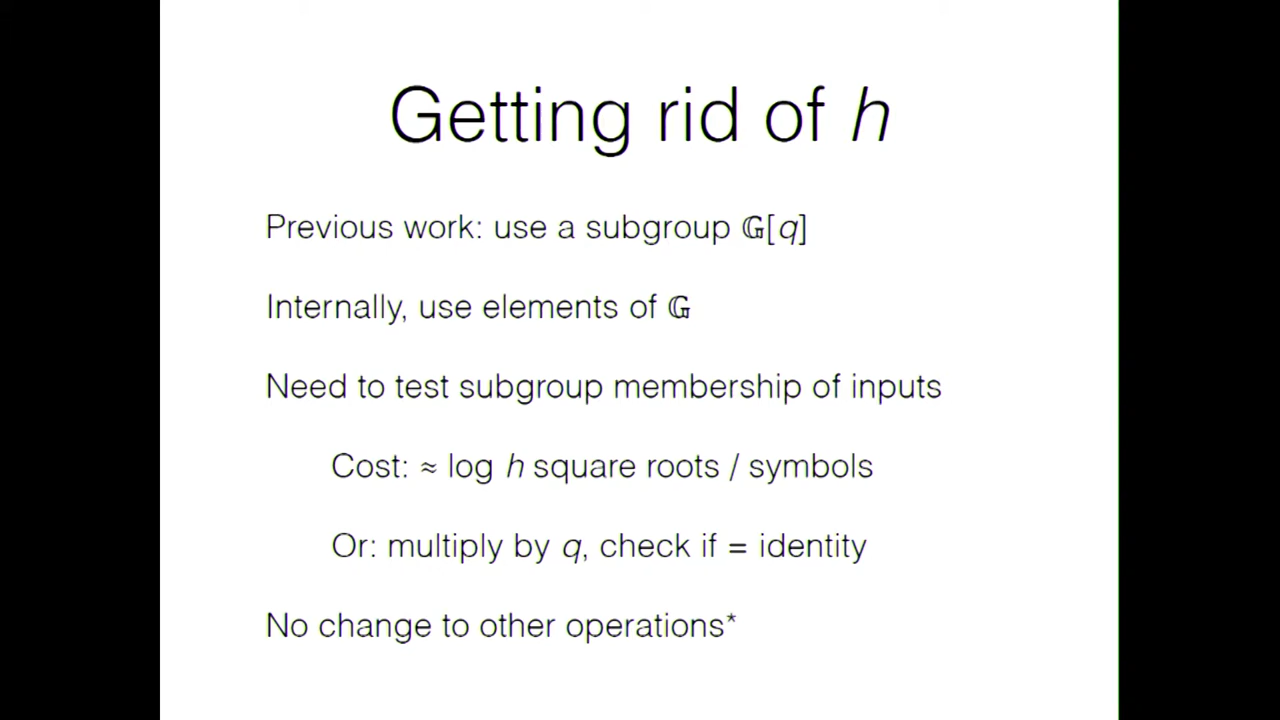 Getting rid of h
Previous work: use a subgroup 𝔾[q]
Internally, use elements of 𝔾
Need to test subgroup membership of inputs
Cost: ≈ log h square roots / symbols
Or: multiply by q, check if = identity
No change to other operations*